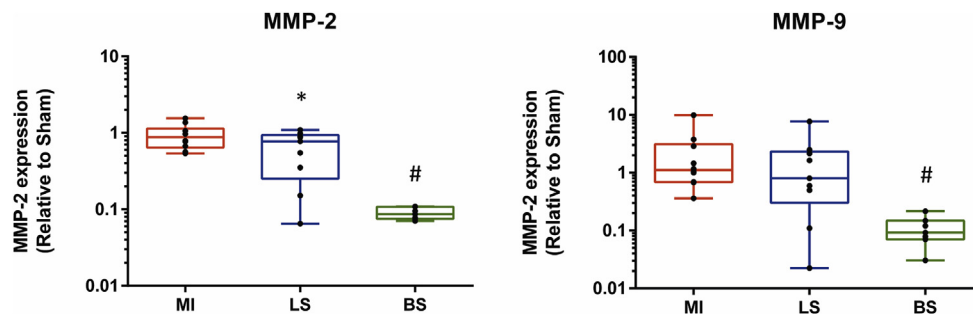 MMP-2
MMP-2 expression
(Relative to Sham)
10
1
0.1
0.01
*
#
MI
LS
BS
MMP-9
MMP-2 expression
(Relative to Sham)
100
10
1
0.1
0.01
#
MI
LS
BS